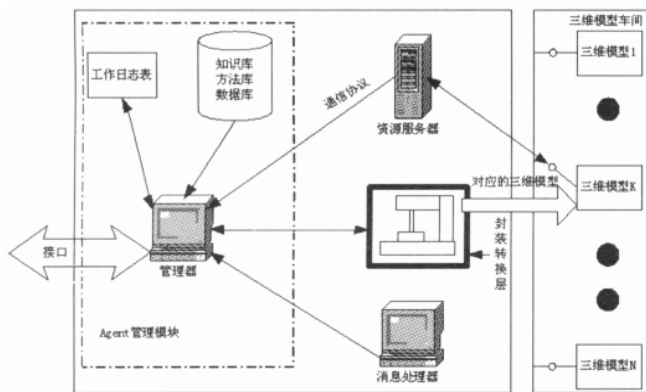 三维模型车间
三维模型1
工作日志表
知识库
方法库
数据库
通信协议
资源服务器
对应的三维模型
三维模型K
接口
管理器
封装转换层
Agent管理模块
消息处理器
三维模型N